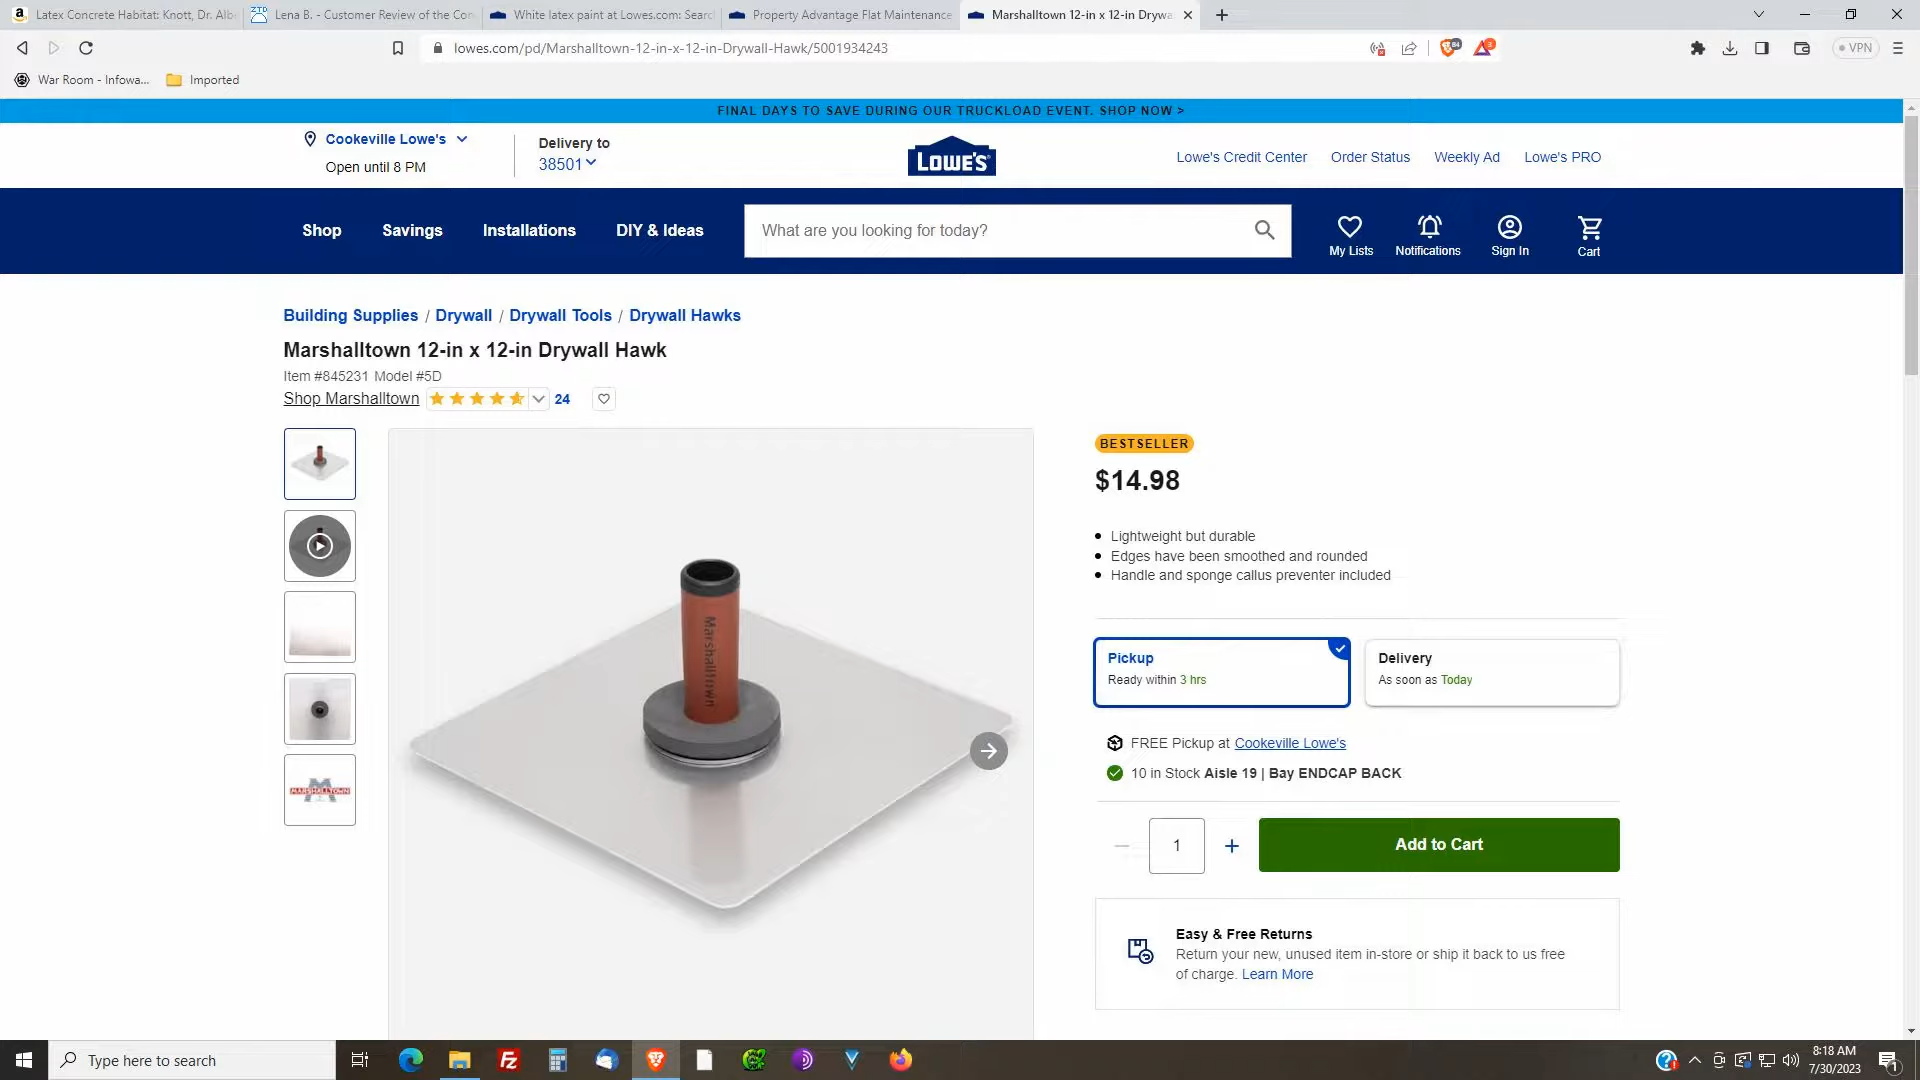 Latex Concrete Habitat: Knott, Dr. Alb
ZTD
Lena B. - Customer Review of the Con
White latex paint at Lowes.com: Searc
Property Advantage Flat Maintenance
Marshalltown 12-in x 12-in Drywa
lowes.com/pd/Marshalltown-12-in-x-12-in-Drywall-Hawk/5001934243
84
VPN
War Room - Infowa...
Imported
FINAL DAYS TO SAVE DURING OUR TRUCKLOAD EVENT. SHOP NOW >
Cookeville Lowe's
Open until 8 PM
Delivery to
38501
LOWE'S
Lowe's Credit Center
Order Status
Weekly Ad
Lowe's PRO
Shop
Savings
Installations
DIY & Ideas
What are you looking for today?
My Lists
Notifications
Sign In
Cart
Building Supplies / Drywall / Drywall Tools / Drywall Hawks
Marshalltown 12-in x 12-in Drywall Hawk
Item #845231 Model #5D
Shop Marshalltown
24
Marshalltown
MARSHALLTOWN
BESTSELLER
$14.98
Lightweight but durable
Edges have been smoothed and rounded
Handle and sponge callus preventer included
Pickup
Ready within 3 hrs
Delivery
As soon as Today
FREE Pickup at Cookeville Lowe's
10 in Stock Aisle 19 | Bay ENDCAP BACK
1
Add to Cart
Easy & Free Returns
Return your new, unused item in-store or ship it back to us free
of charge. Learn More
Type here to search
8:18 AM
7/30/2023
1